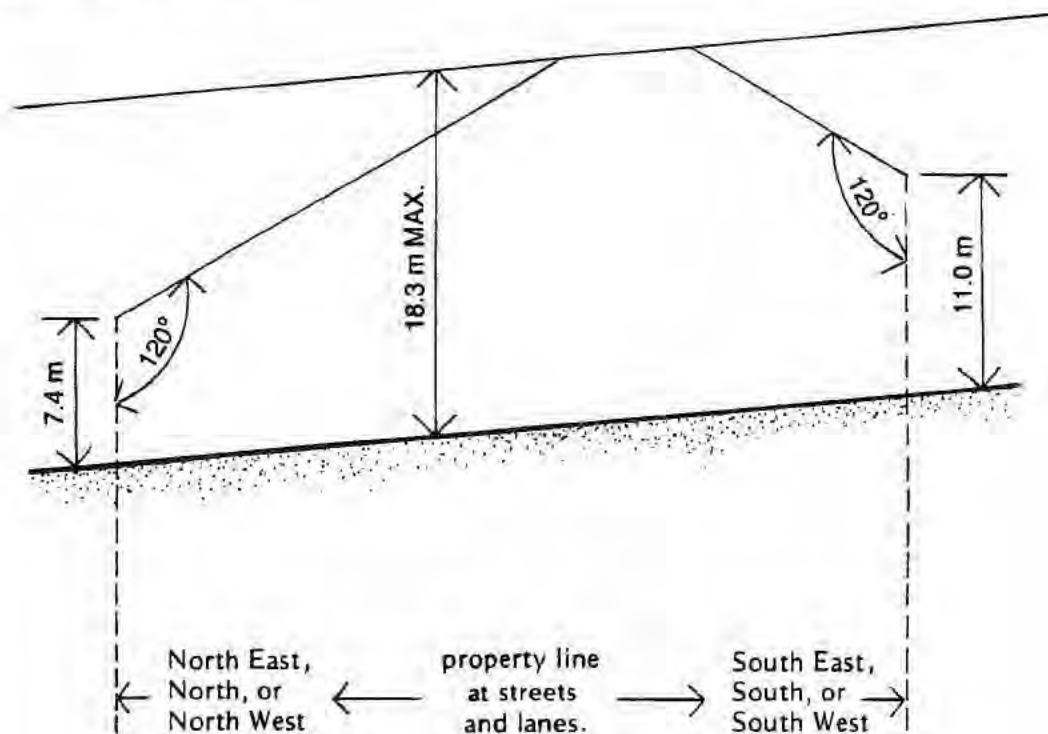 18.3 m MAX.
120°
120°
7.4 m
11.0 m
North East,
North, or
North West
property line
at streets
and lanes.
South East,
South, or
South West